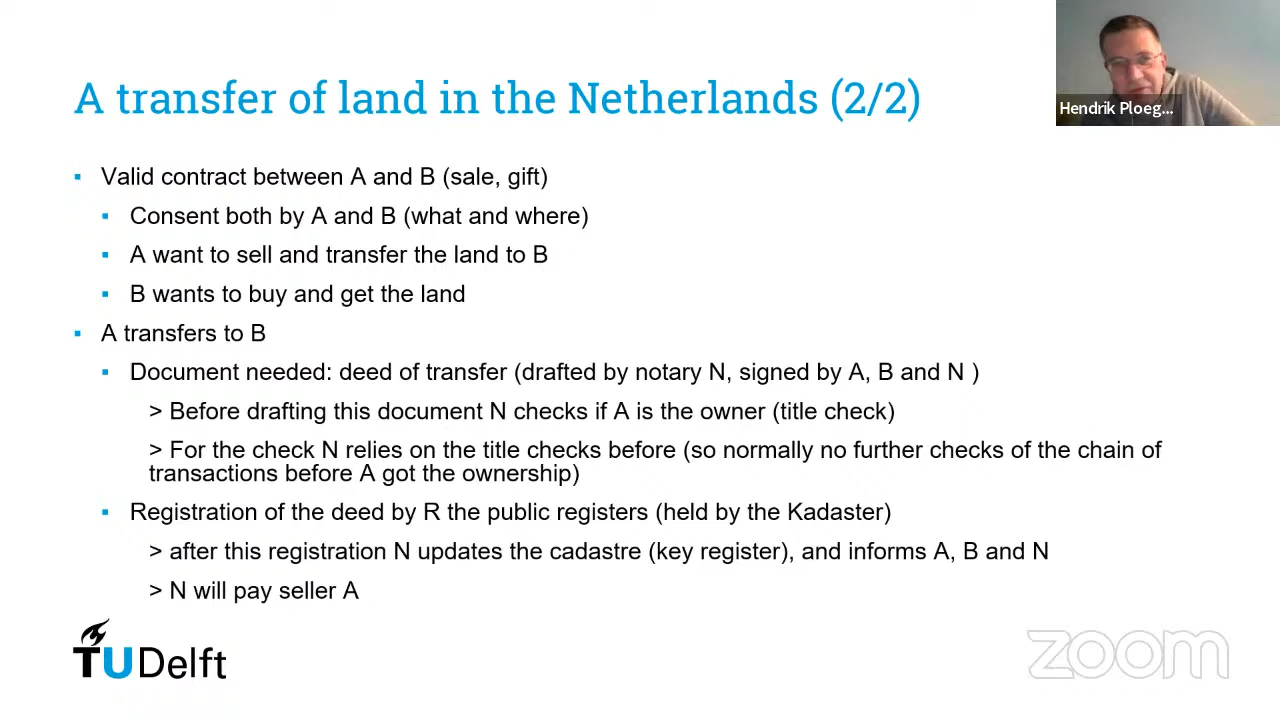 A transfer of land in the Netherlands (2/2)
Hendrik Ploeg...
▪ Valid contract between A and B (sale, gift)
▪ Consent both by A and B (what and where)
▪ A want to sell and transfer the land to B
▪ B wants to buy and get the land
▪ A transfers to B
▪ Document needed: deed of transfer (drafted by notary N, signed by A, B and N )
> Before drafting this document N checks if A is the owner (title check)
> For the check N relies on the title checks before (so normally no further checks of the chain of
transactions before A got the ownership)
▪ Registration of the deed by R the public registers (held by the Kadaster)
> after this registration N updates the cadastre (key register), and informs A, B and N
> N will pay seller A
TUDelft
zoom